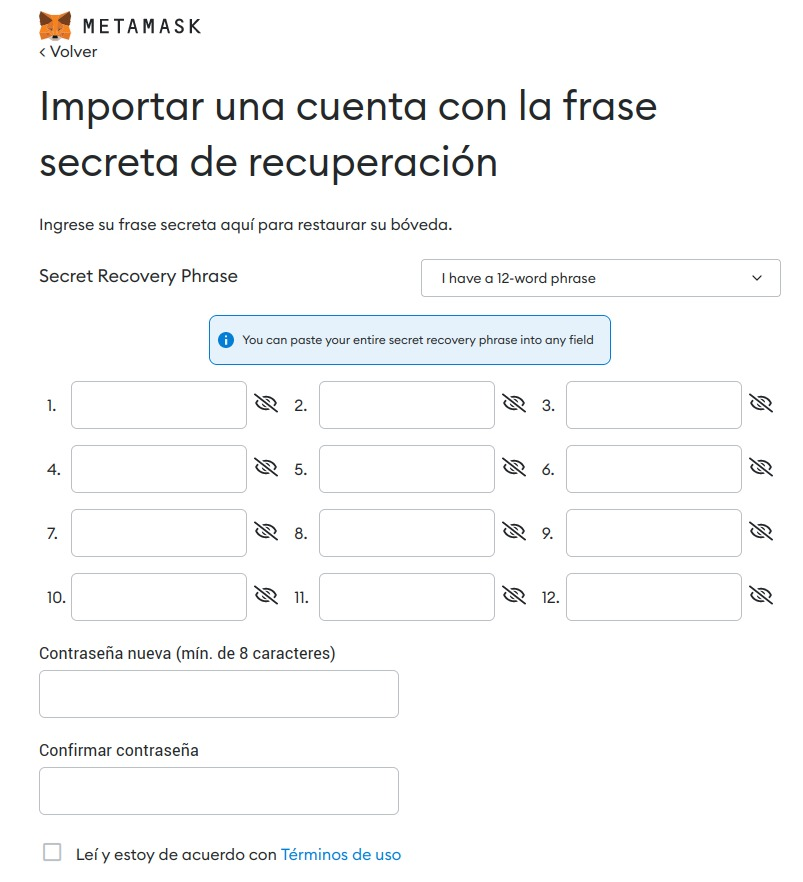 METAMASK
< Volver
Importar una cuenta con la frase
secreta de recuperación
Ingrese su frase secreta aquí para restaurar su bóveda.
Secret Recovery Phrase
I have a 12-word phrase
You can paste your entire secret recovery phrase into any field
1. 2. 3.
4. 5. 6.
7. 8. 9.
10. 11. 12.
Contraseña nueva (mín. de 8 caracteres)
Confirmar contraseña
Leí y estoy de acuerdo con Términos de uso